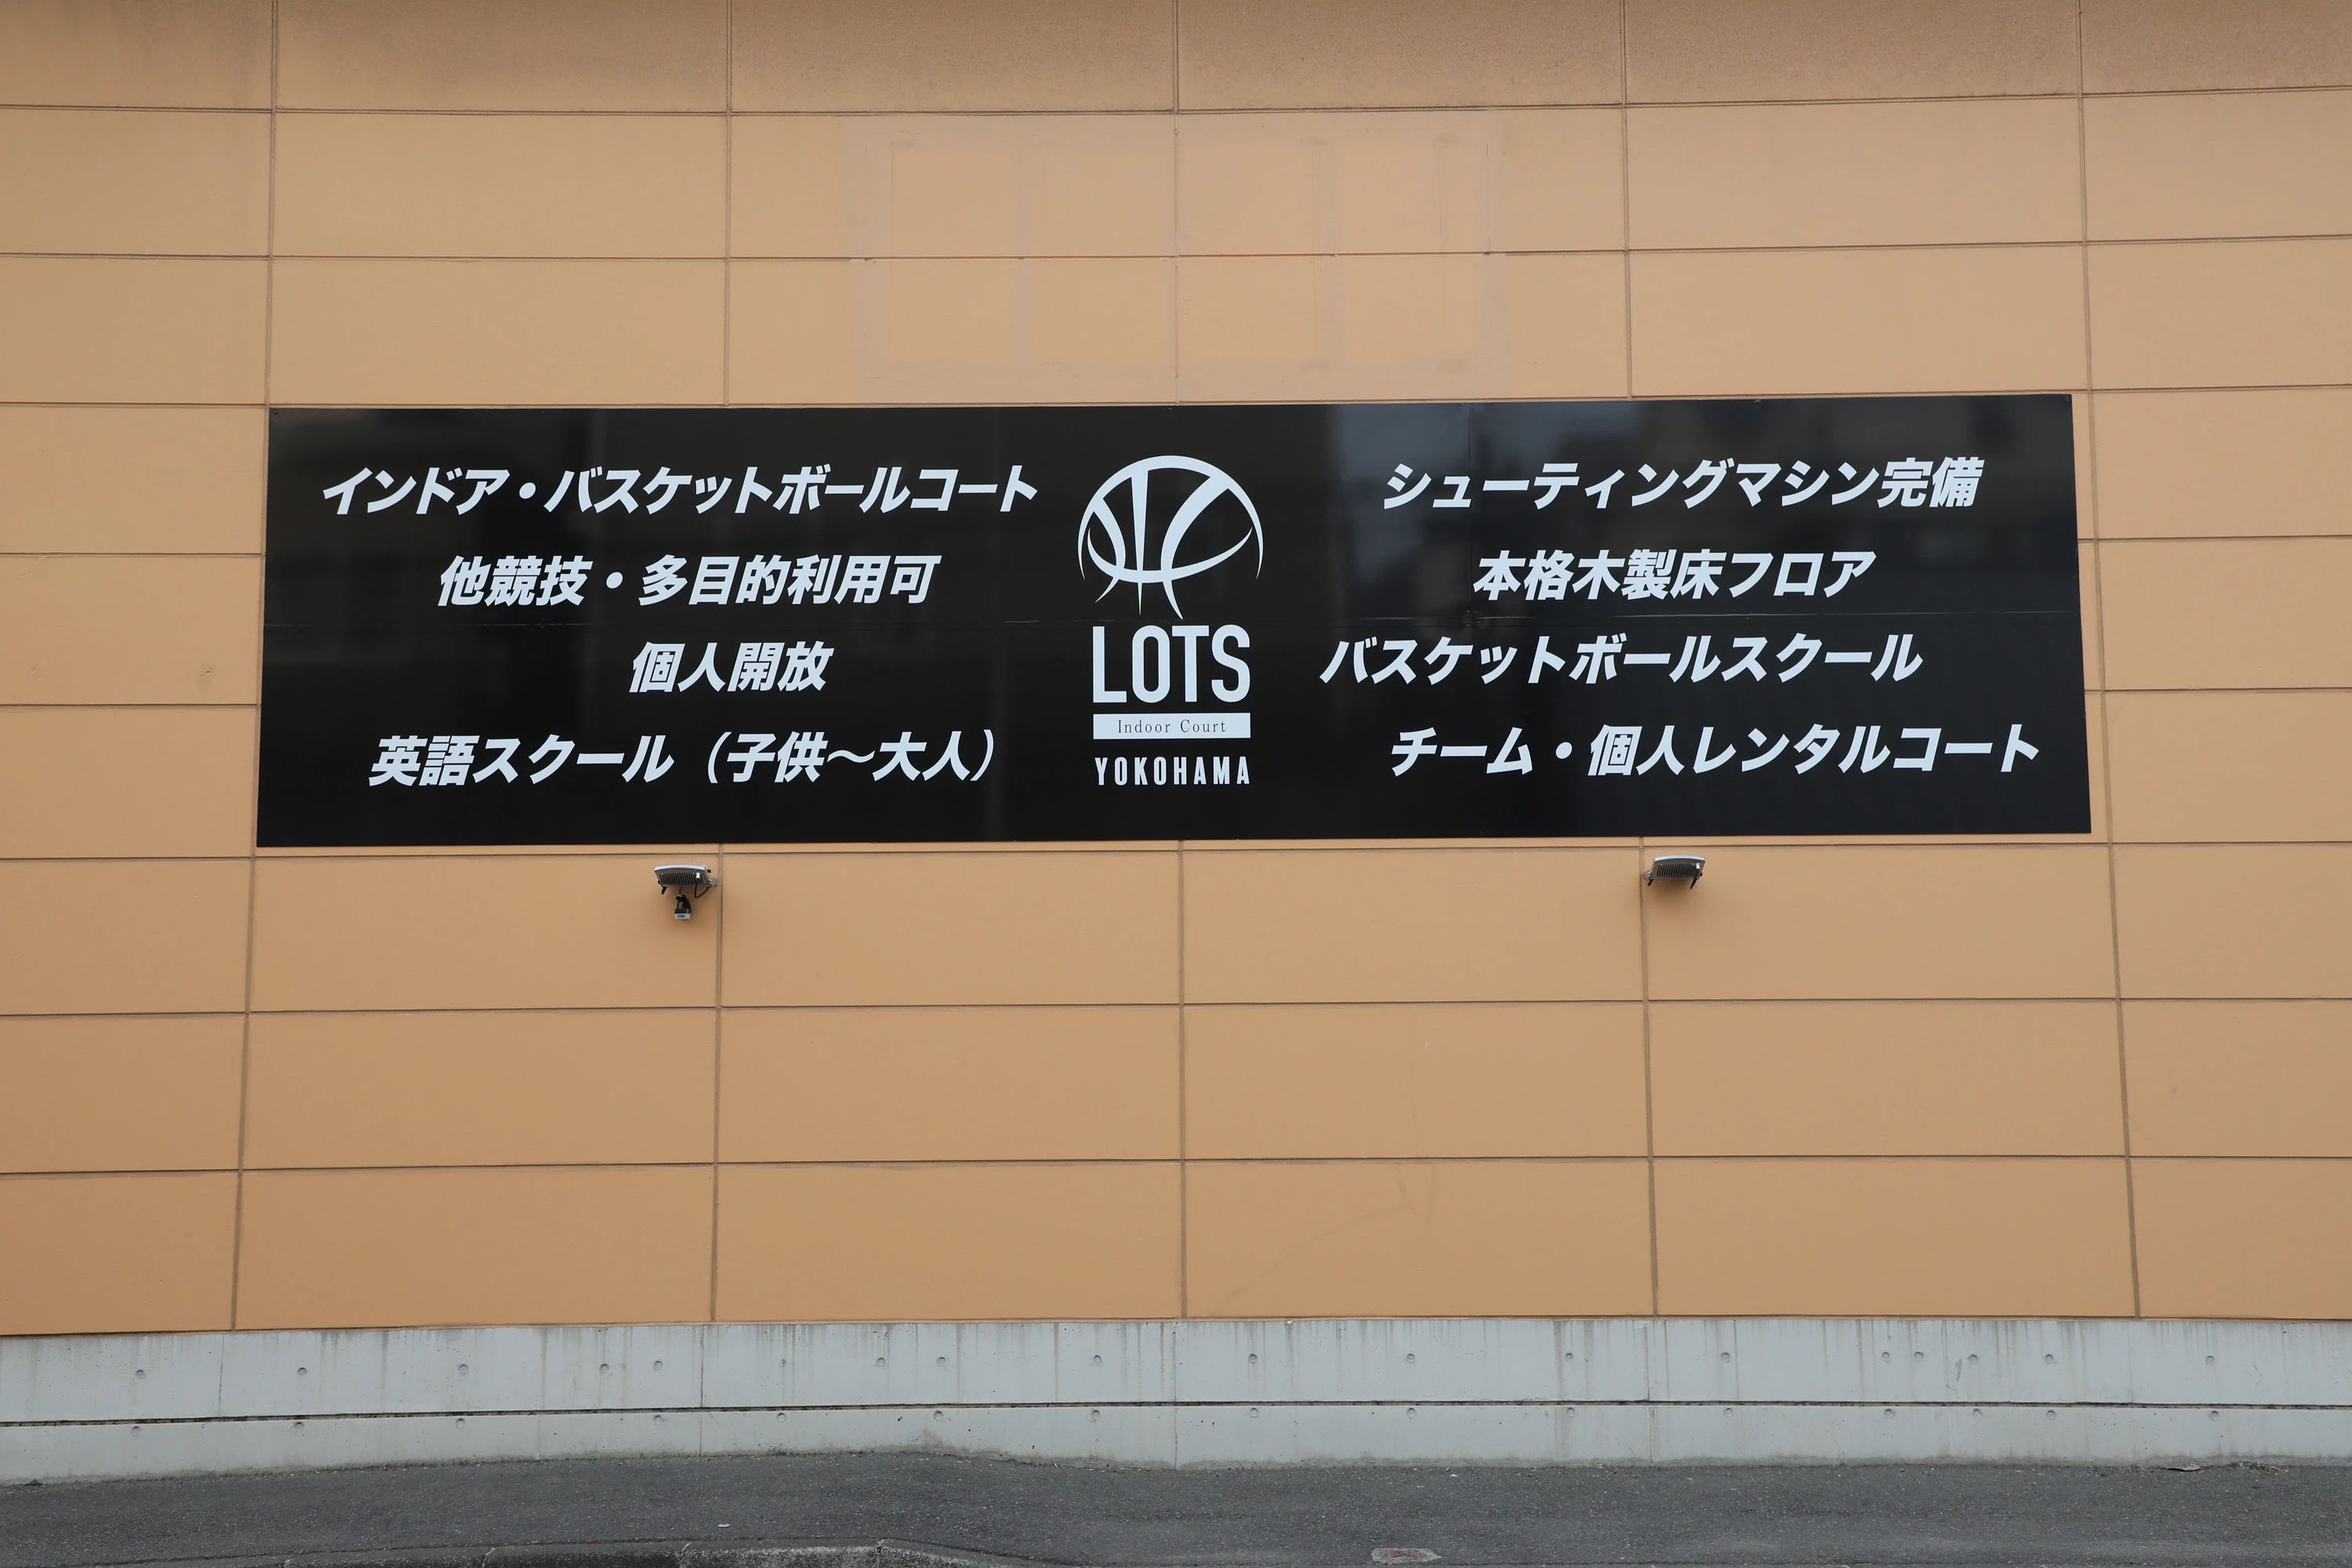 インドア・バスケットボールコート
他競技・多目的利用可
個人開放
英語スクール（子供～大人）
LOTS
Indoor Court
YOKOHAMA
シューティングマシン完備
本格木製床フロア
バスケットボールスクール
チーム・個人レンタルコート